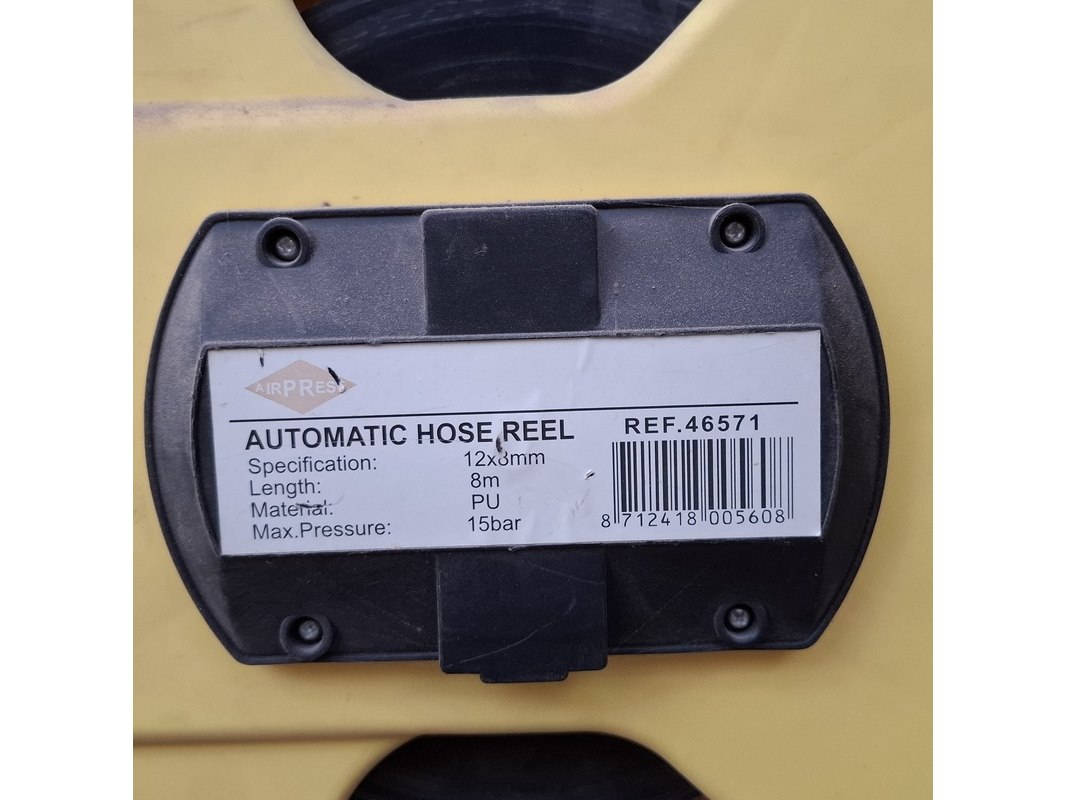 AIRPRESS
AUTOMATIC HOSE REEL
REF.46571
Specification: 12x8mm
Length: 8m
Material: PU
Max.Pressure: 15bar
8 712418 005608